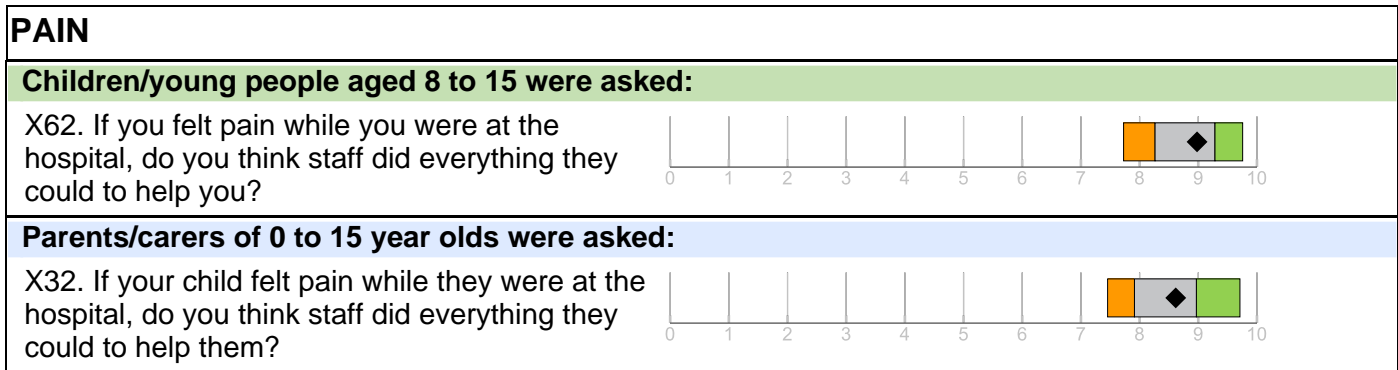 PAIN
Children/young people aged 8 to 15 were asked:
X62. If you felt pain while you were at the
hospital, do you think staff did everything they
could to help you?
0 1 2 3 4 5 6 7 8 9 10
Parents/carers of 0 to 15 year olds were asked:
X32. If your child felt pain while they were at the
hospital, do you think staff did everything they
could to help them?
0 1 2 3 4 5 6 7 8 9 10